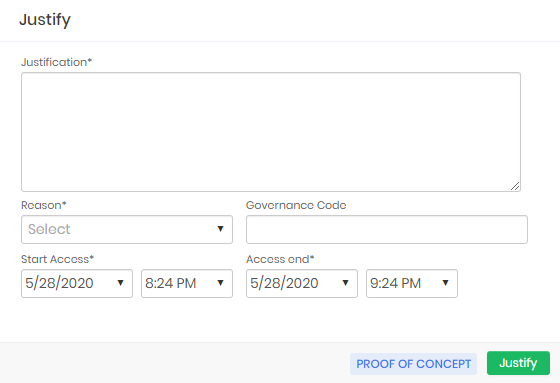 Justify
Justification*
Reason* Governance Code
Select
Start Access* Access end*
5/28/2020 8:24 PM 5/28/2020 9:24 PM
PROOF OF CONCEPT Justify